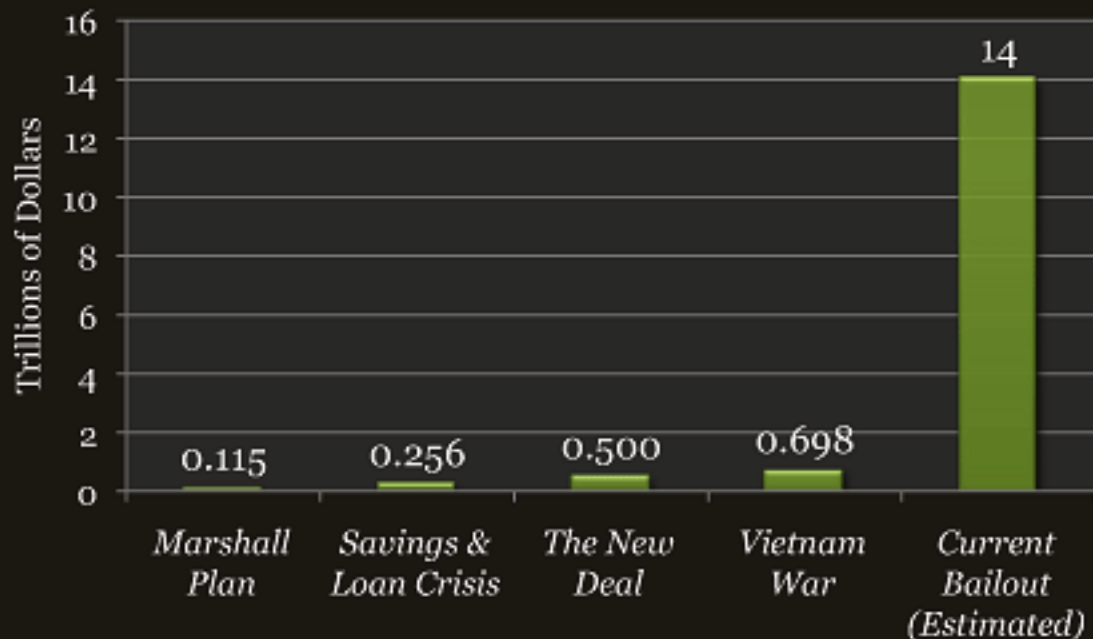 Trillions of Dollars
16
14
12
10
8
6
4
2
0
0.115
0.256
0.500
0.698
14
Marshall
Plan
Savings &
Loan Crisis
The New
Deal
Vietnam
War
Current
Bailout
(Estimated)